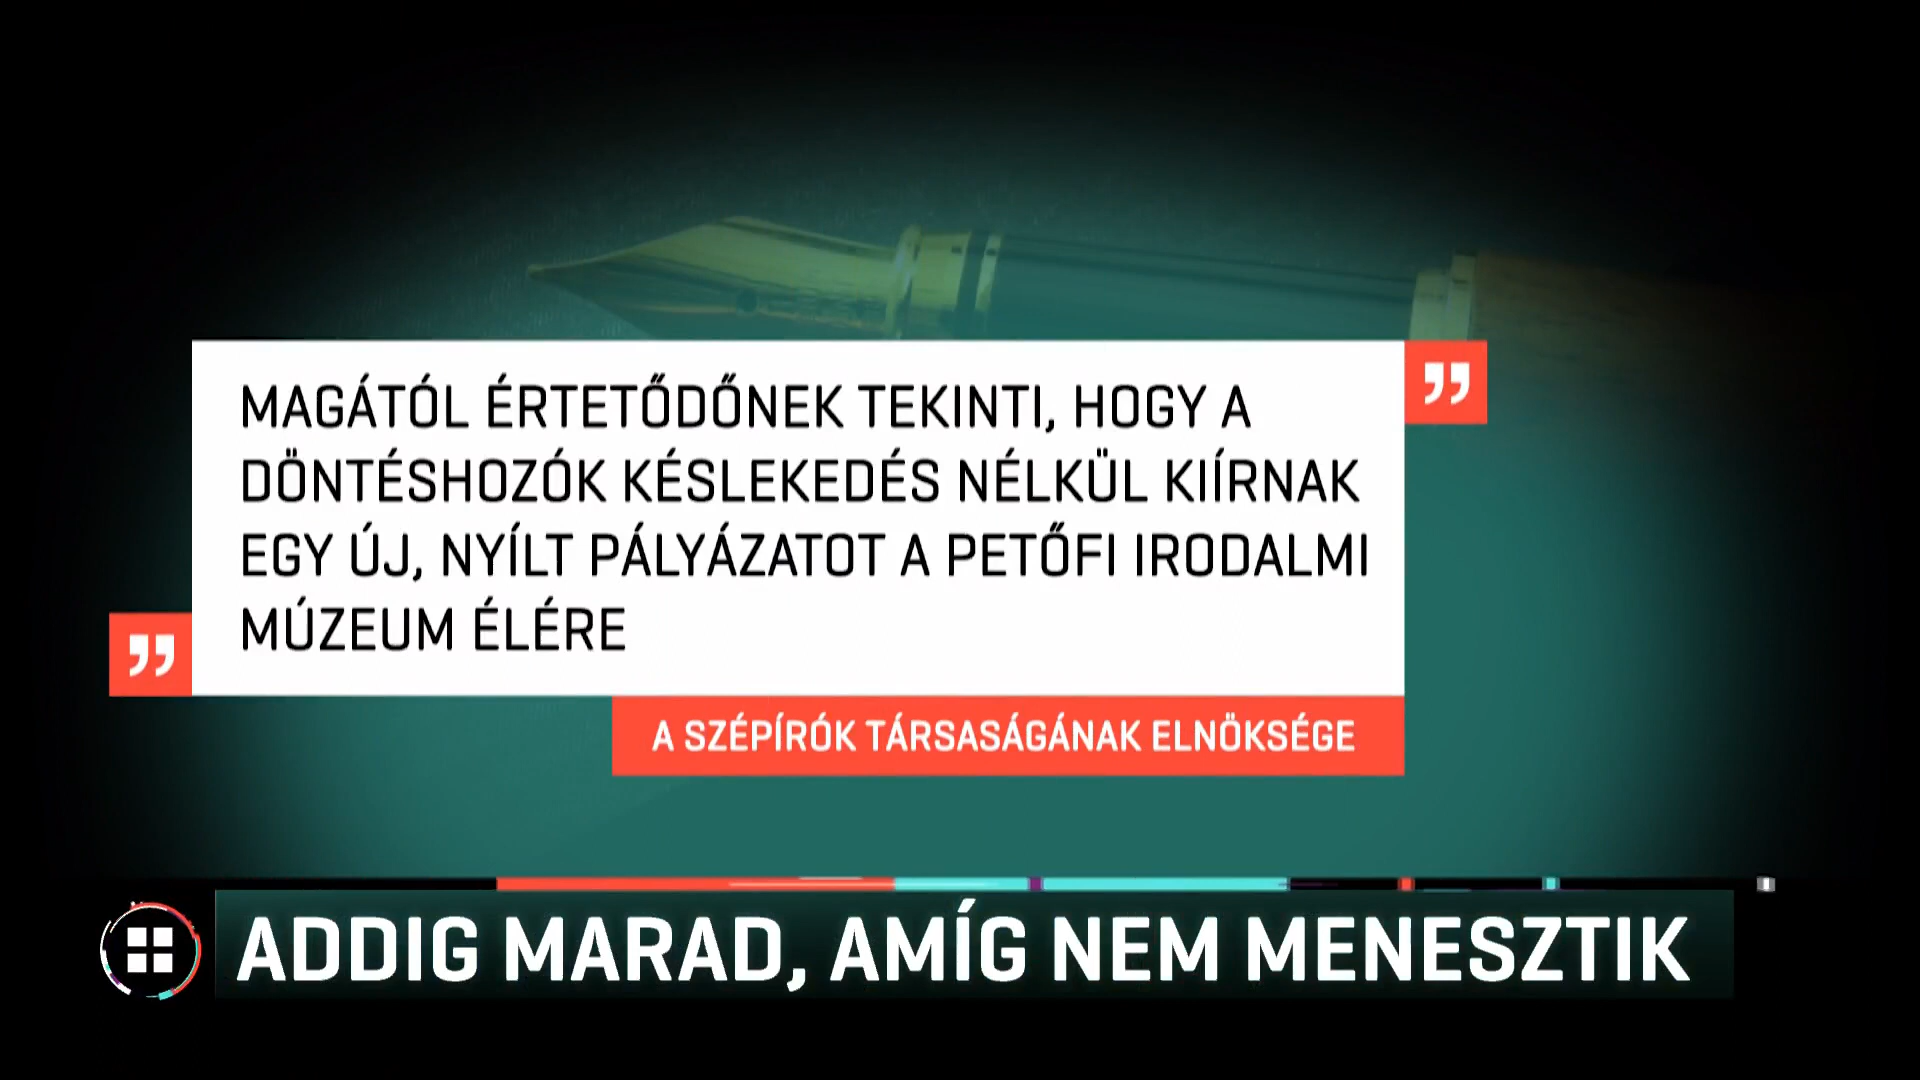 MAGÁTÓL ÉRTETŐDŐNEK TEKINTI, HOGY A
DÖNTÉSHOZÓK KÉSLEKEDÉS NÉLKÜL KIÍRNAK
EGY ÚJ, NYÍLT PÁLYÁZATOT A PETŐFI IRODALMI
MÚZEUM ÉLÉRE
A SZÉPÍRÓK TÁRSASÁGÁNAK ELNÖKSÉGE
ADDIG MARAD, AMÍG NEM MENESZTIK